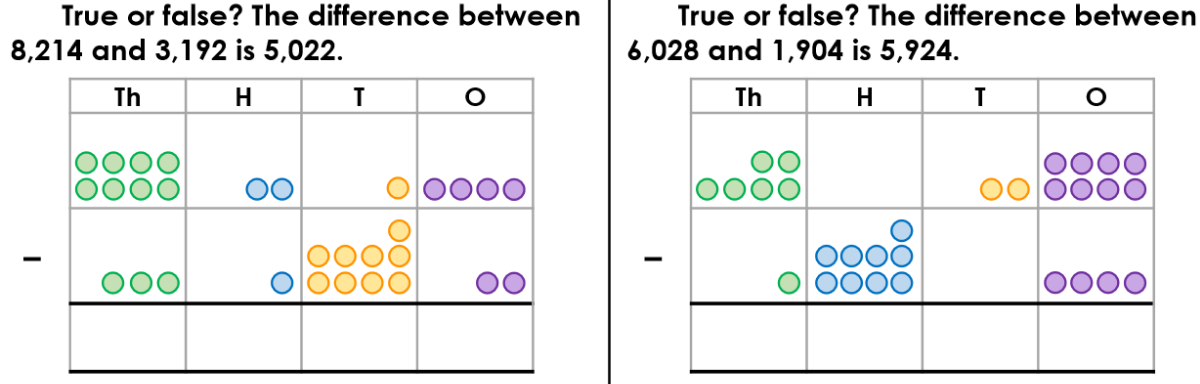 True or false? The difference between
8,214 and 3,192 is 5,022.
Th H T O
–
True or false? The difference between
6,028 and 1,904 is 5,924.
Th H T O
–